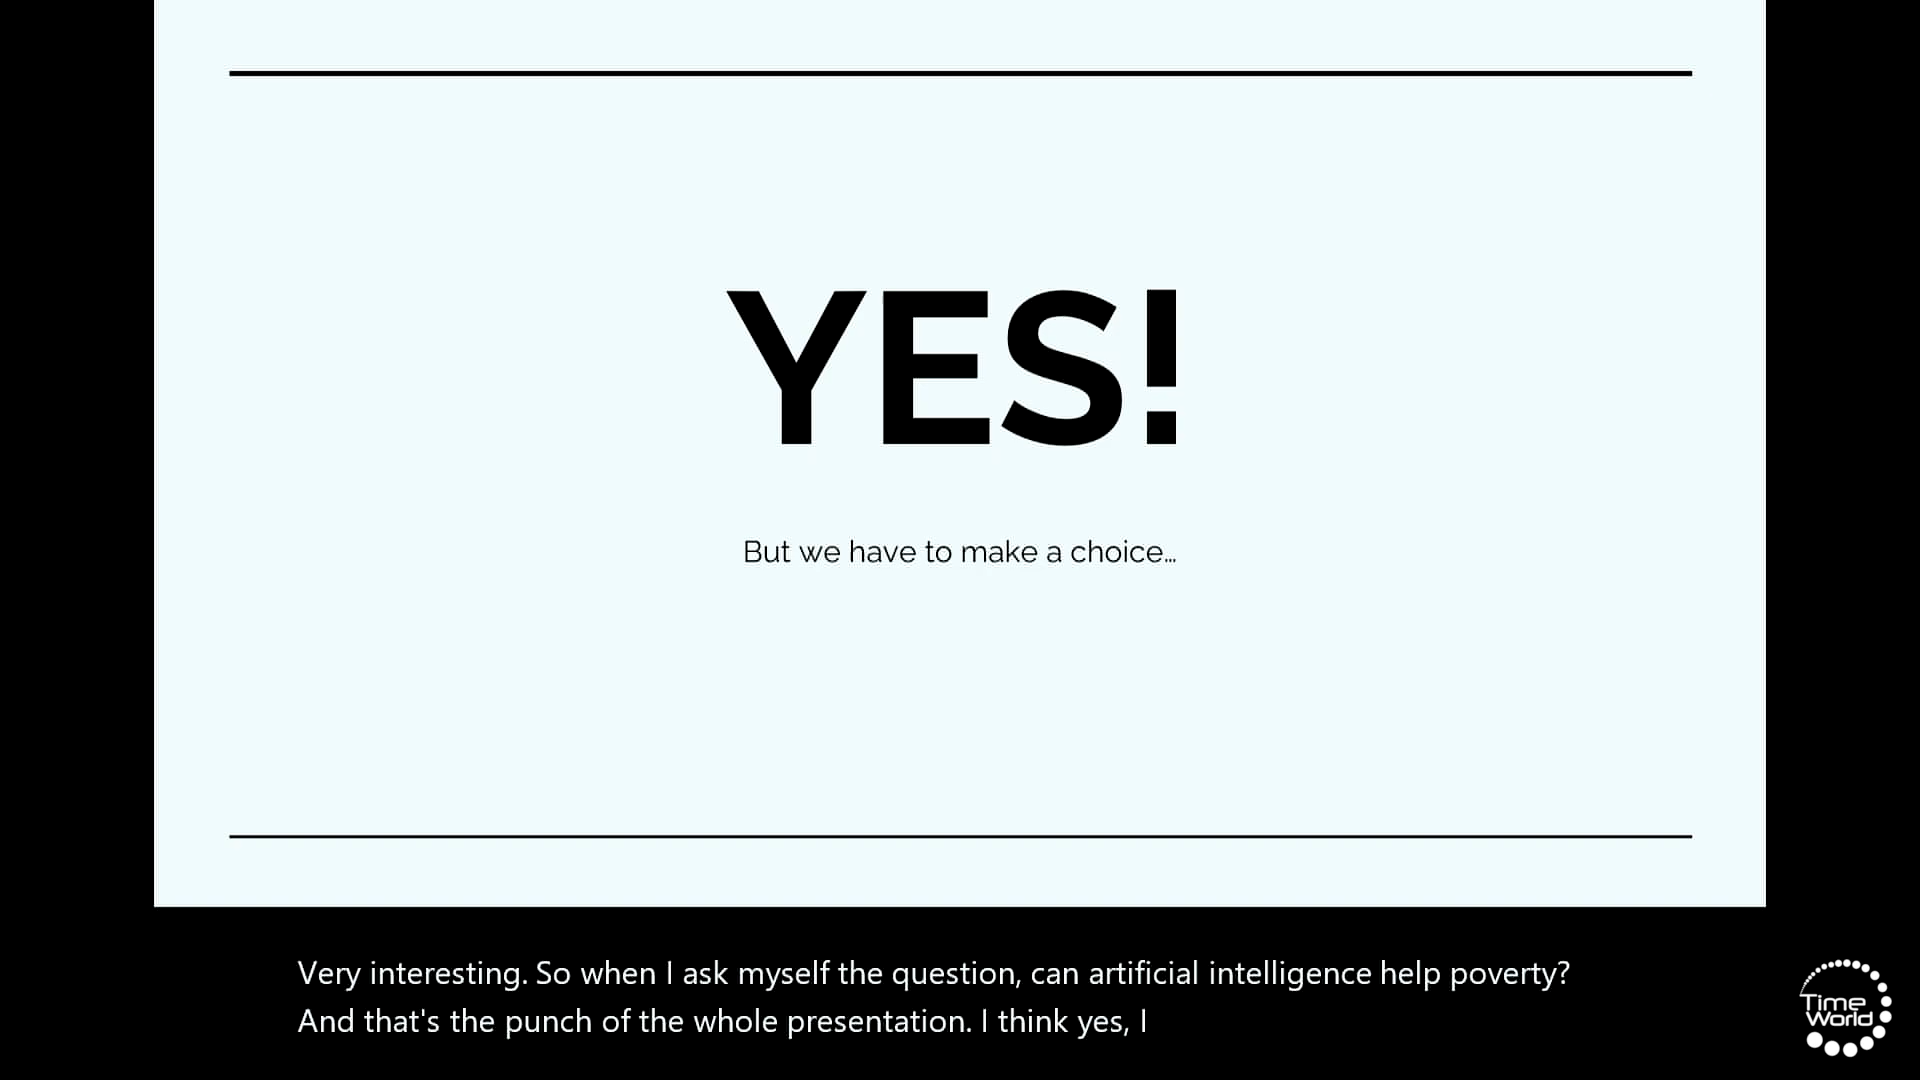 YES!
But we have to make a choice...
Very interesting. So when I ask myself the question, can artificial intelligence help poverty?
And that's the punch of the whole presentation. I think yes, I
Time
World